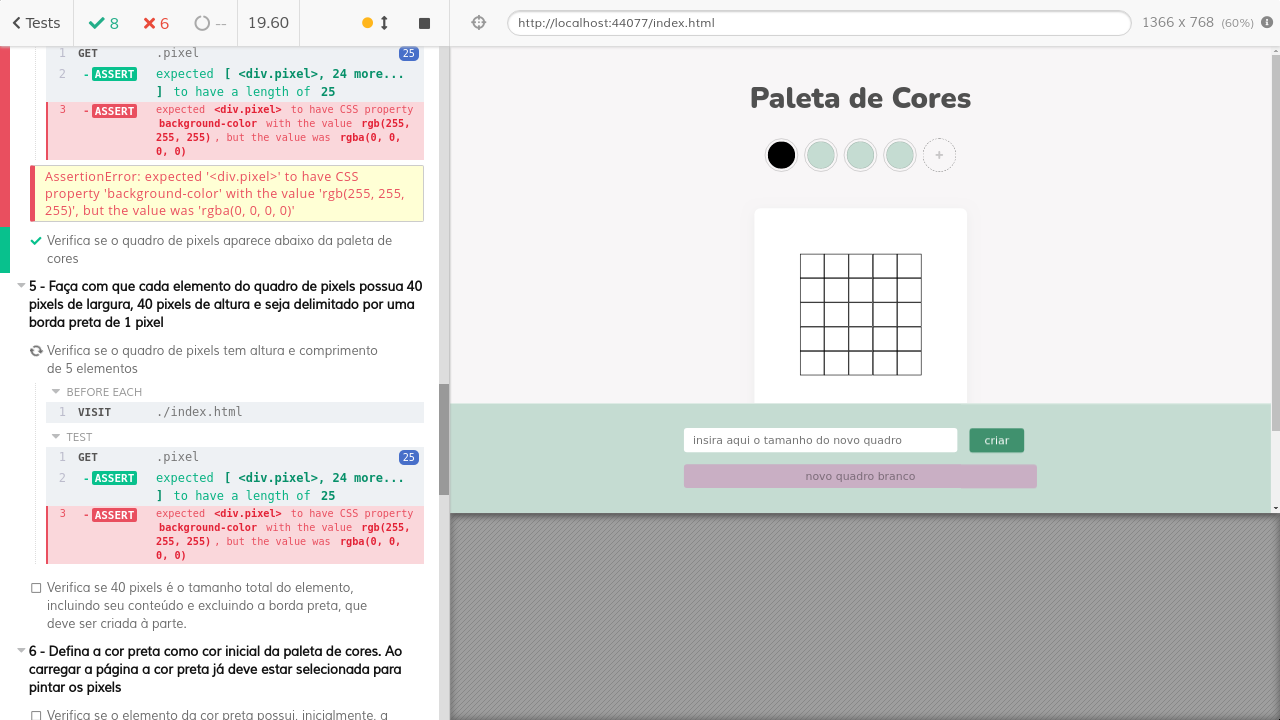 Tests 8 6 -- 19.60 http://localhost:44077/index.html 1366 x 768 (60%)
1 GET .pixel 25
2 -ASSERT expected [ <div.pixel>, 24 more...
] to have a length of 25
3 -ASSERT expected <div.pixel> to have CSS property
background-color with the value rgb(255,
255, 255) , but the value was rgba(0, 0,
0, 0)
AssertionError: expected '<div.pixel>' to have CSS
property 'background-color' with the value 'rgb(255, 255,
255)', but the value was 'rgba(0, 0, 0, 0)'
Verifica se o quadro de pixels aparece abaixo da paleta de
cores
5 - Faça com que cada elemento do quadro de pixels possua 40
pixels de largura, 40 pixels de altura e seja delimitado por uma
borda preta de 1 pixel
Verifica se o quadro de pixels tem altura e comprimento
de 5 elementos
BEFORE EACH
1 VISIT ./index.html
TEST
1 GET .pixel 25
2 -ASSERT expected [ <div.pixel>, 24 more...
] to have a length of 25
3 -ASSERT expected <div.pixel> to have CSS property
background-color with the value rgb(255,
255, 255) , but the value was rgba(0, 0,
0, 0)
Verifica se 40 pixels é o tamanho total do elemento,
incluindo seu conteúdo e excluindo a borda preta, que
deve ser criada à parte.
6 - Defina a cor preta como cor inicial da paleta de cores. Ao
carregar a página a cor preta já deve estar selecionada para
pintar os pixels
Verifica se o elemento da cor preta possui, inicialmente, a
Paleta de Cores
+
insira aqui o tamanho do novo quadro criar
novo quadro branco